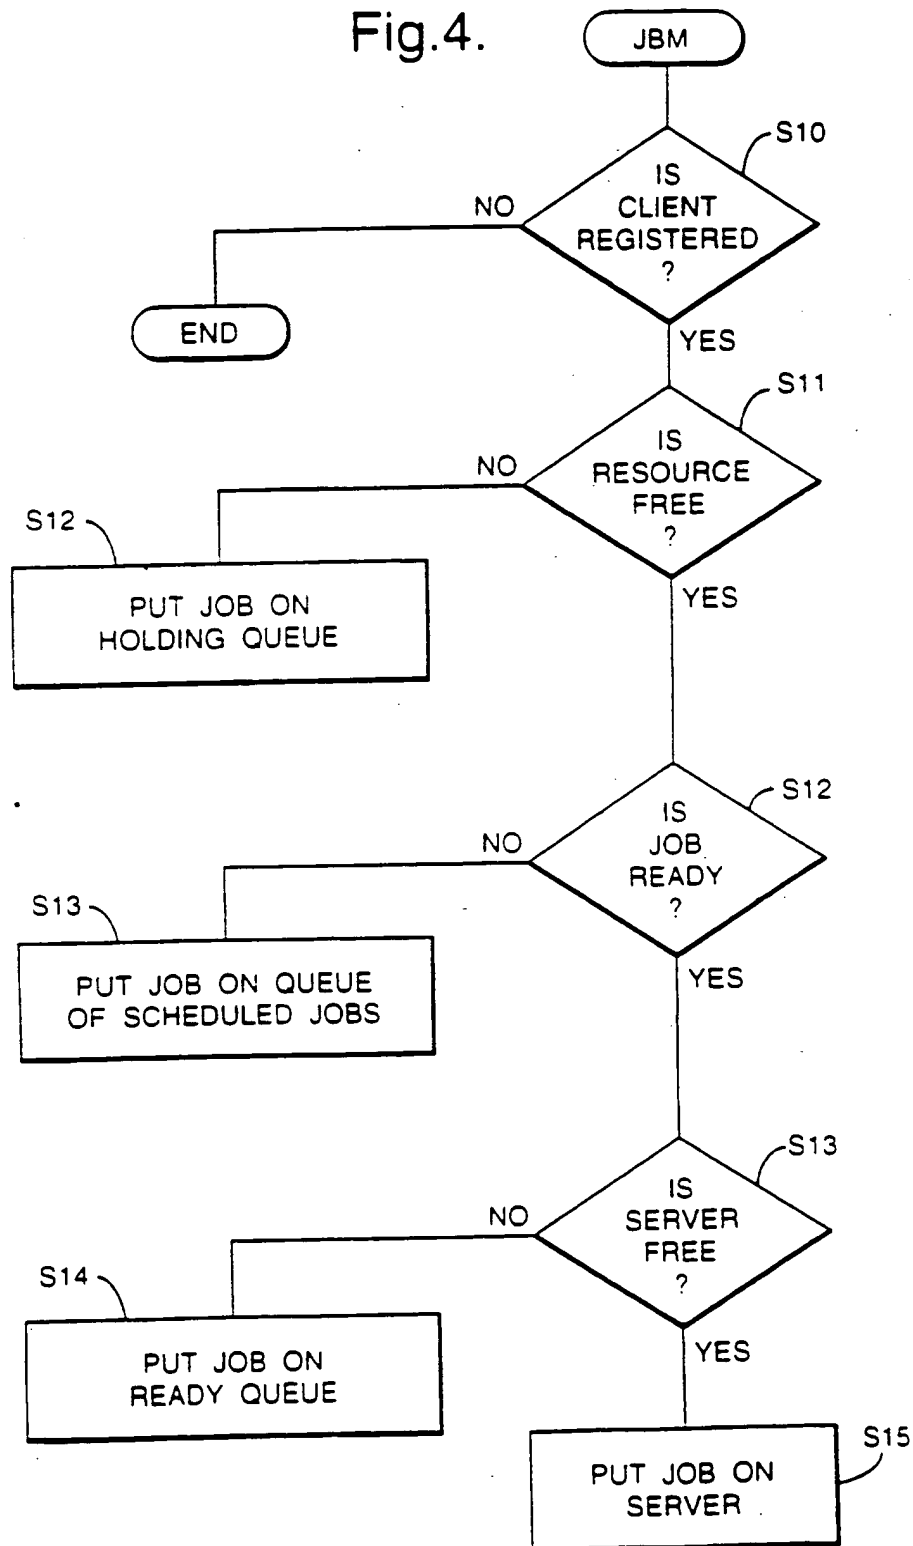 Fig.4.
JBM
S10
IS
CLIENT
REGISTERED
?
NO
END
YES
S11
IS
RESOURCE
FREE
?
NO
S12
PUT JOB ON
HOLDING QUEUE
YES
S12
IS
JOB
READY
?
NO
S13
PUT JOB ON QUEUE
OF SCHEDULED JOBS
YES
S13
IS
SERVER
FREE
?
NO
S14
PUT JOB ON
READY QUEUE
YES
S15
PUT JOB ON
SERVER